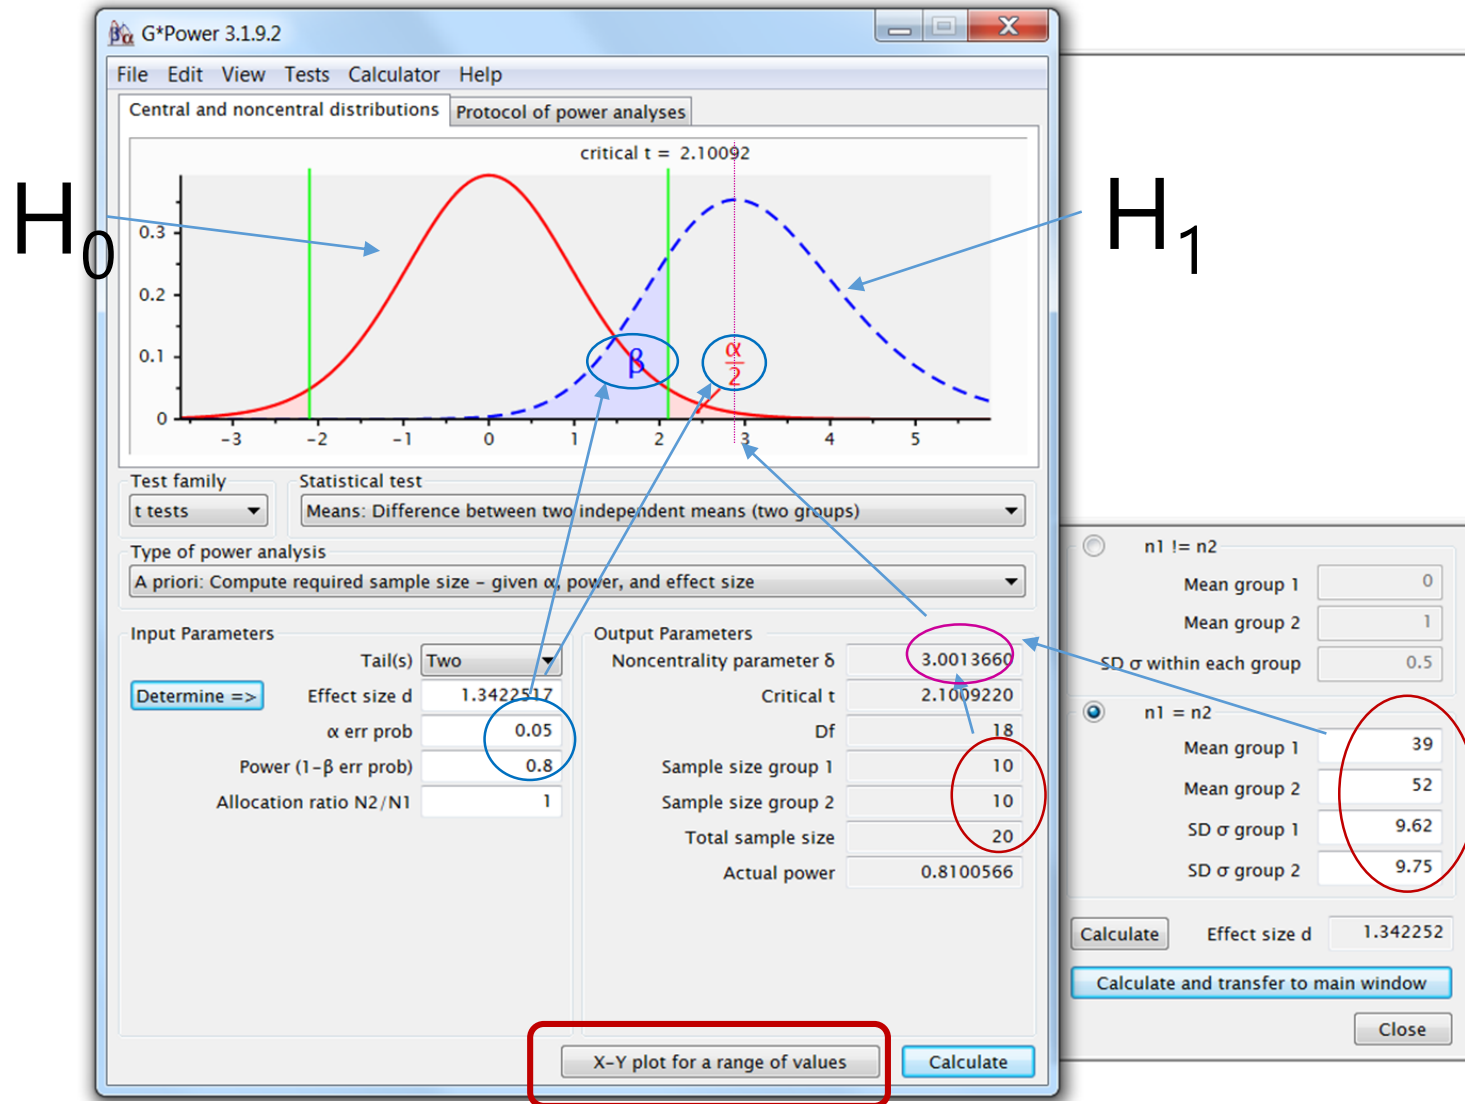 G*Power 3.1.9.2
File Edit View Tests Calculator Help
Central and noncentral distributions
Protocol of power analyses
critical t = 2.10092
H0
H1
0.3
0.2
0.1
0
β
α
2
-3 -2 -1 0 1 2 3 4 5
Test family
Statistical test
t tests
Means: Difference between two independent means (two groups)
Type of power analysis
A priori: Compute required sample size – given α, power, and effect size
Input Parameters
Tail(s) Two
Determine => Effect size d 1.3422517
α err prob 0.05
Power (1-β err prob) 0.8
Allocation ratio N2/N1 1
Output Parameters
Noncentrality parameter δ 3.0013660
Critical t 2.1009220
Df 18
Sample size group 1 10
Sample size group 2 10
Total sample size 20
Actual power 0.8100566
X-Y plot for a range of values
Calculate
n1 != n2
Mean group 1 0
Mean group 2 1
SD σ within each group 0.5
n1 = n2
Mean group 1 39
Mean group 2 52
SD σ group 1 9.62
SD σ group 2 9.75
Calculate Effect size d 1.342252
Calculate and transfer to main window
Close